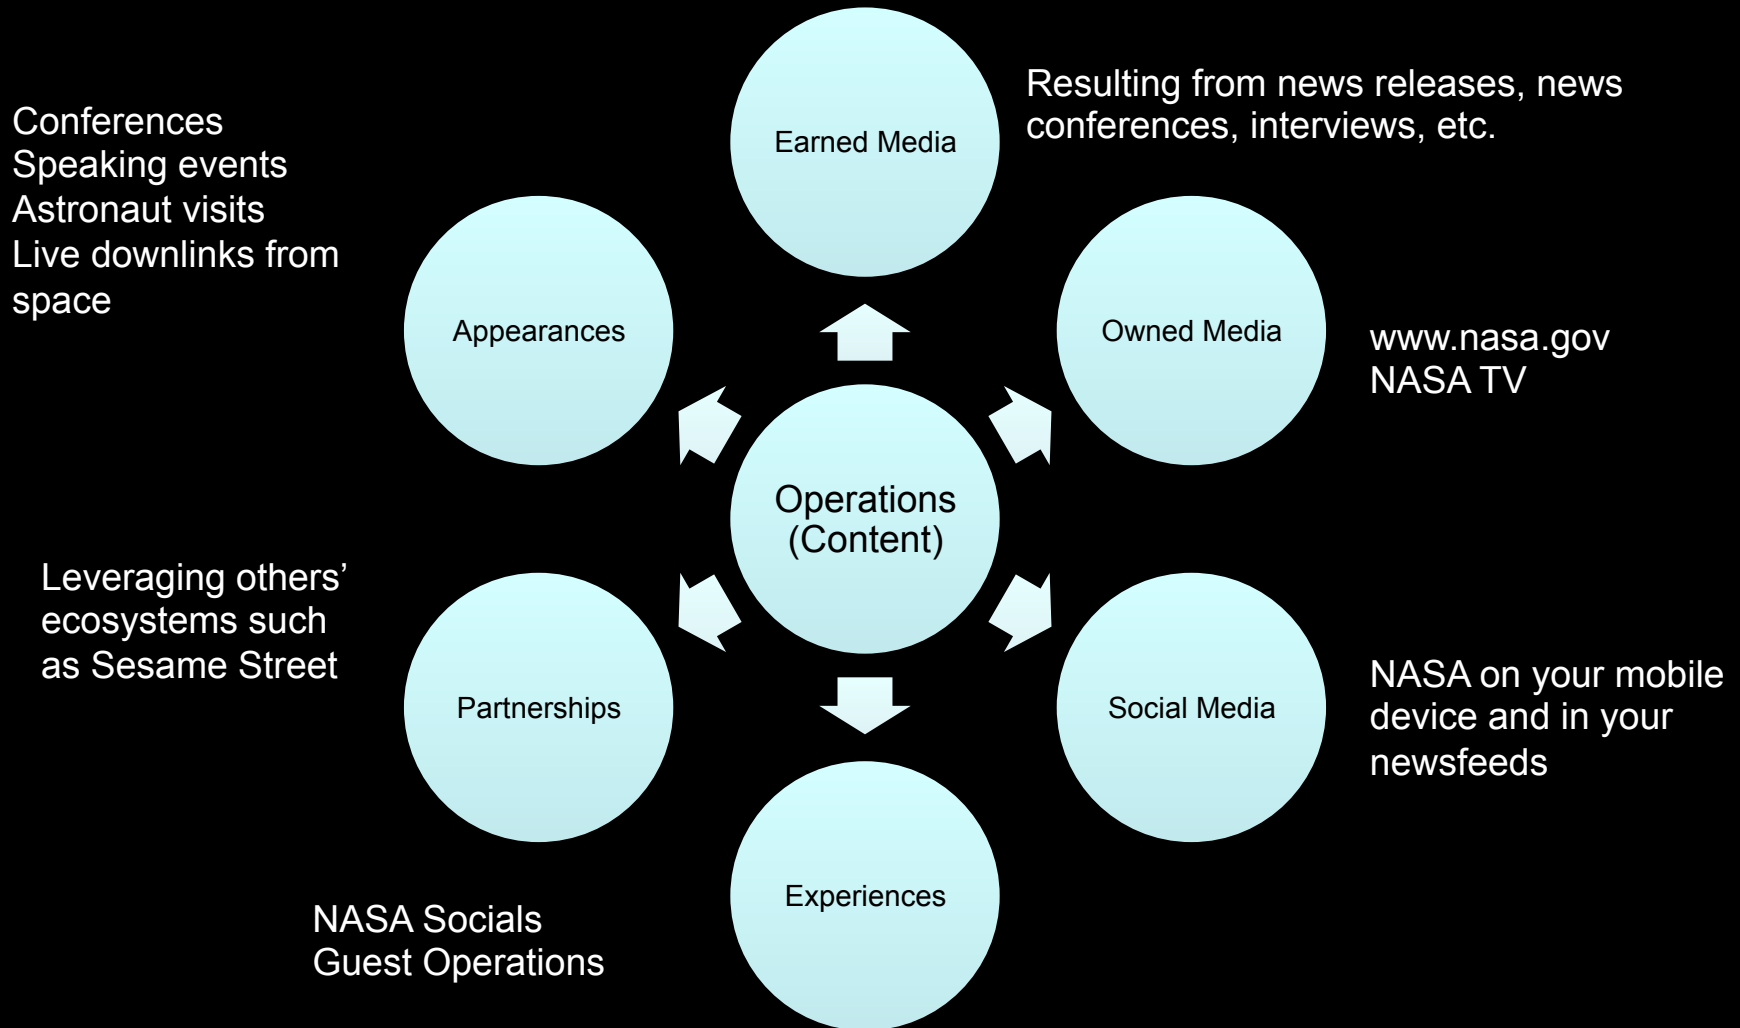 Earned Media
Resulting from news releases, news
conferences, interviews, etc.
Conferences
Speaking events
Astronaut visits
Live downlinks from
space
Appearances
Owned Media
www.nasa.gov
NASA TV
Operations
(Content)
Leveraging others’
ecosystems such
as Sesame Street
Partnerships
Social Media
NASA on your mobile
device and in your
newsfeeds
Experiences
NASA Socials
Guest Operations